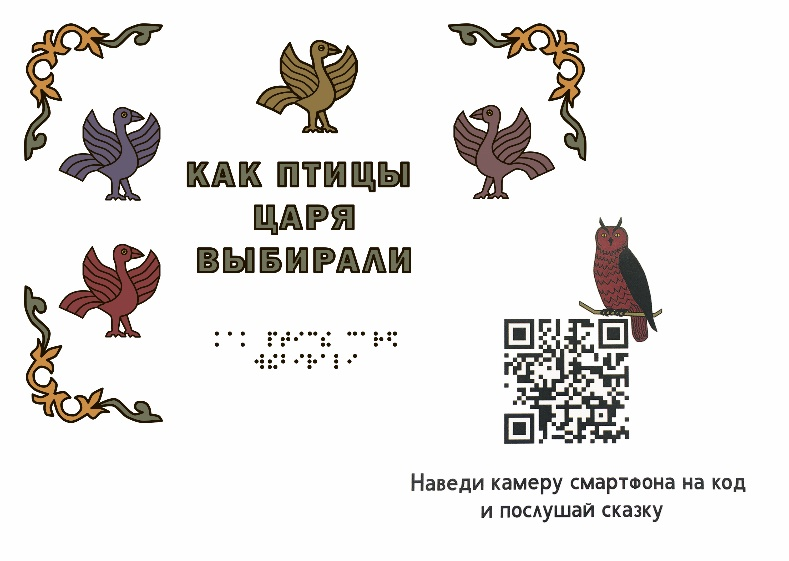 КАК ПТИЦЫ
ЦАРЯ
ВЫБИРАЛИ
Наведи камеру смартфона на код
и послушай сказку